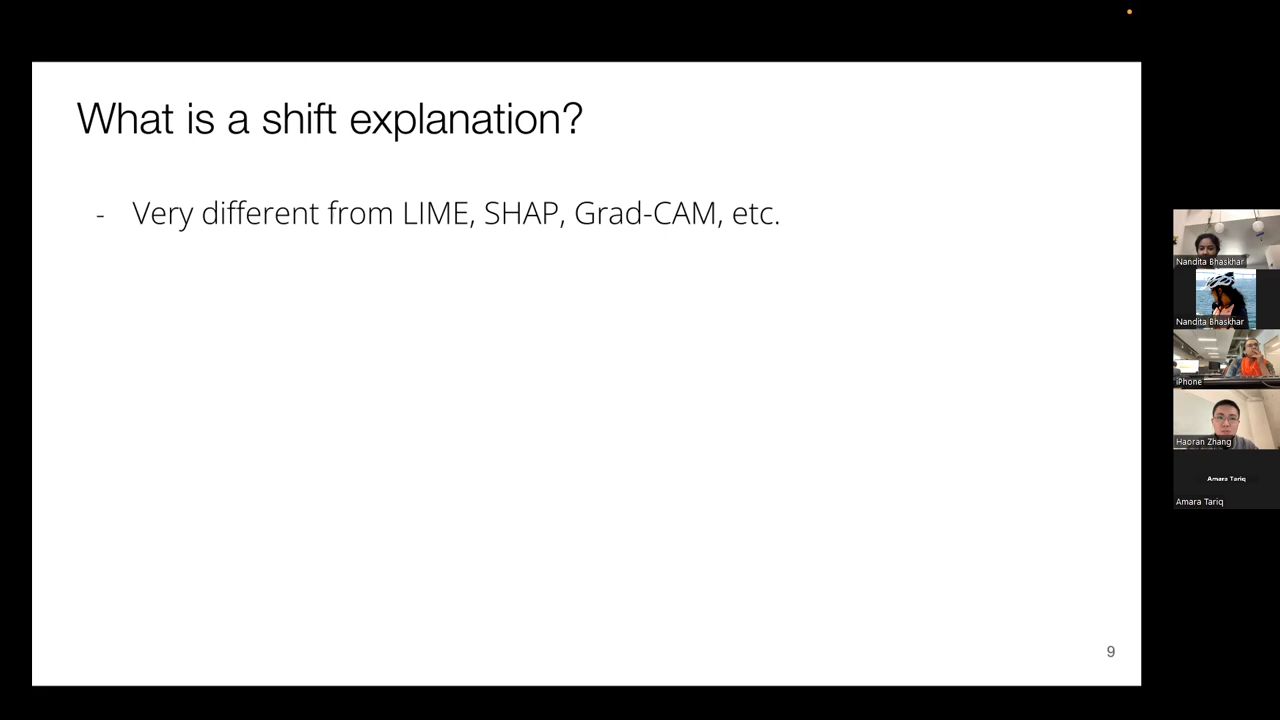 What is a shift explanation?
- Very different from LIME, SHAP, Grad-CAM, etc.
9
Nandita Bhaskhar
Nandita Bhaskhar
iPhone
Haoran Zhang
Amara Tariq
Amara Tariq